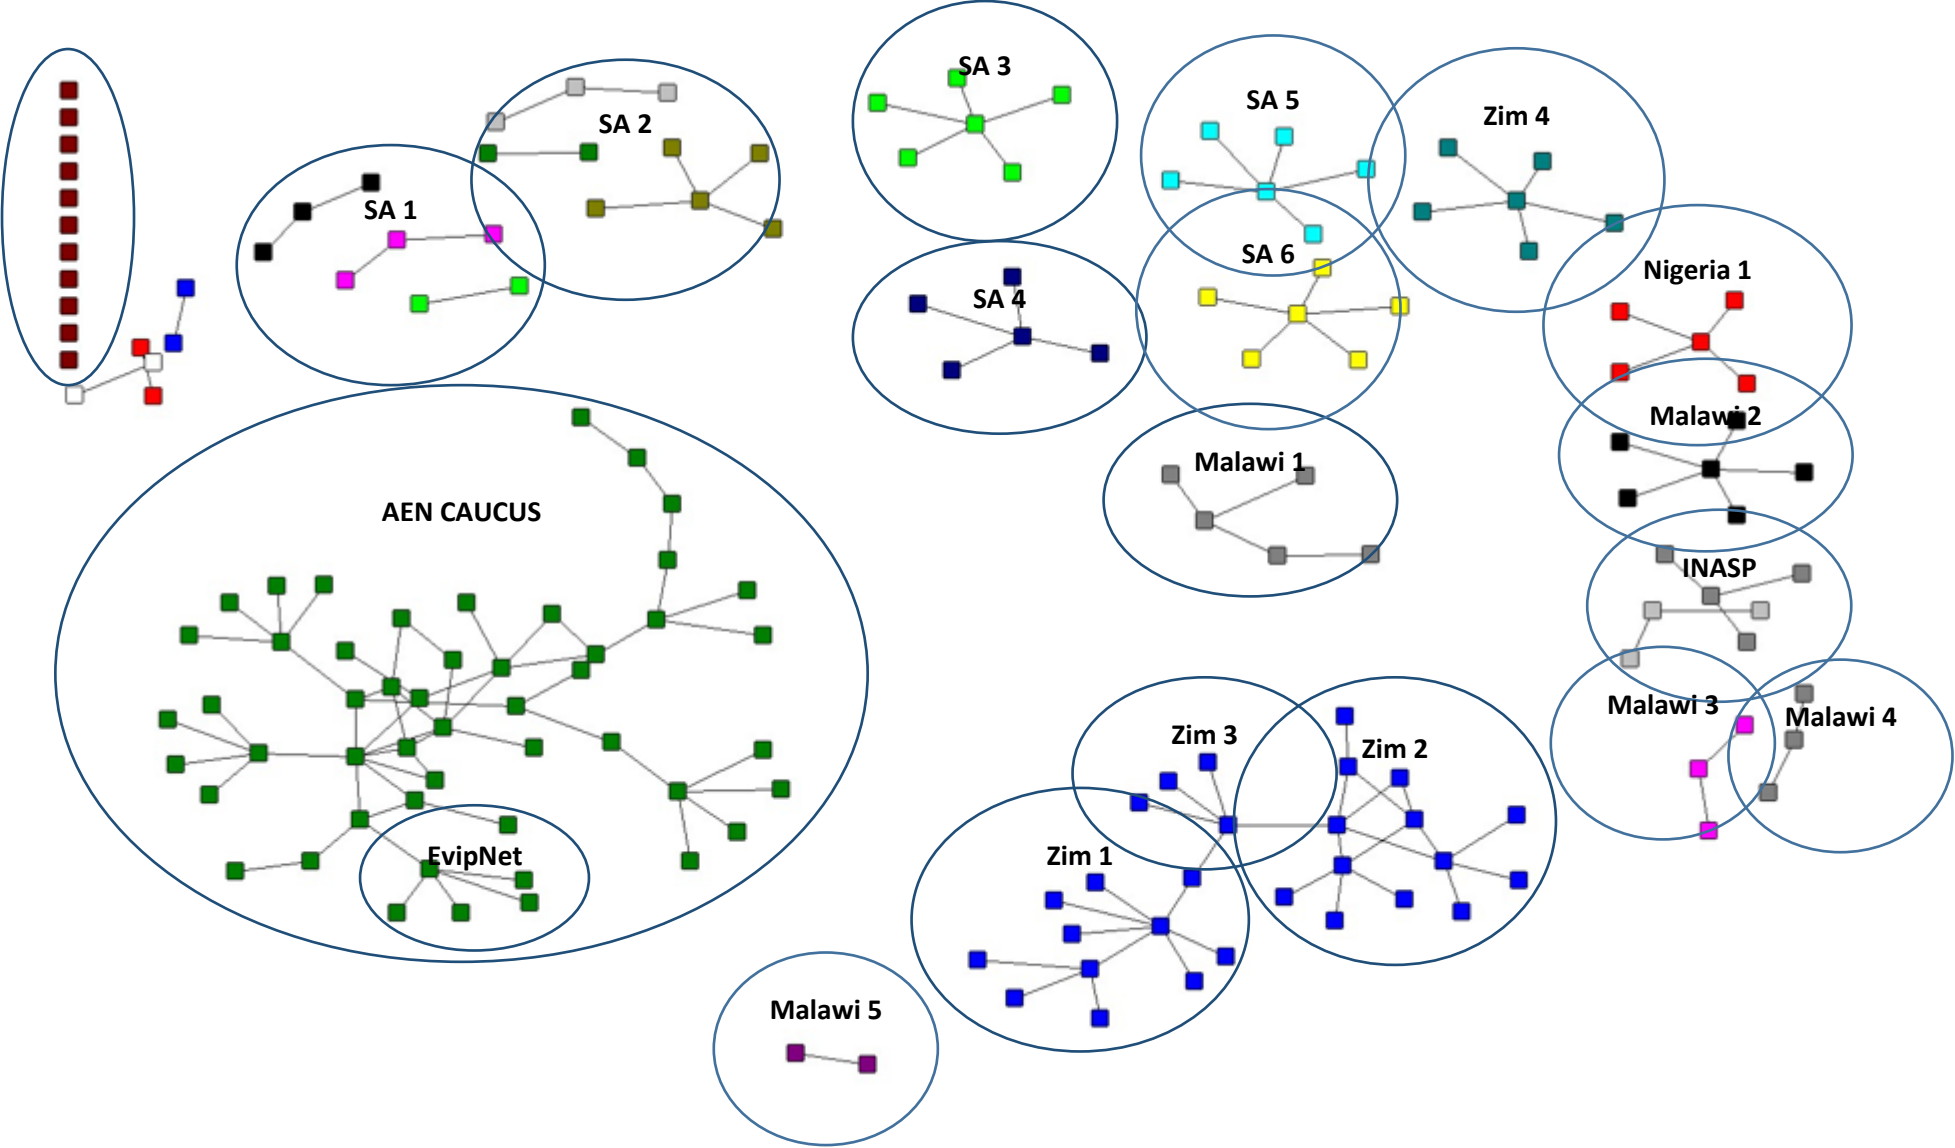 SA 3
SA 5
Zim 4
SA 2
SA 1
SA 6
Nigeria 1
SA 4
Malawi 2
Malawi 1
AEN CAUCUS
INASP
Malawi 3
Malawi 4
Zim 3
Zim 2
EvipNet
Zim 1
Malawi 5